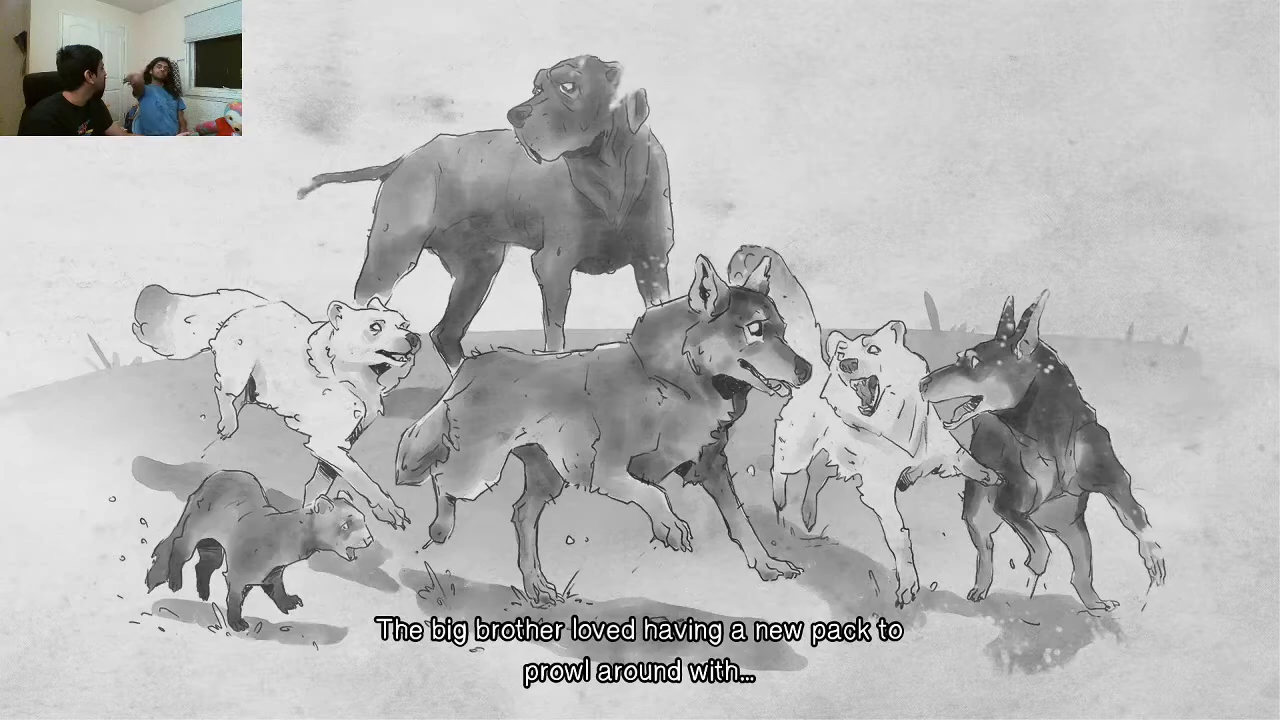 The big brother loved having a new pack to
prowl around with...